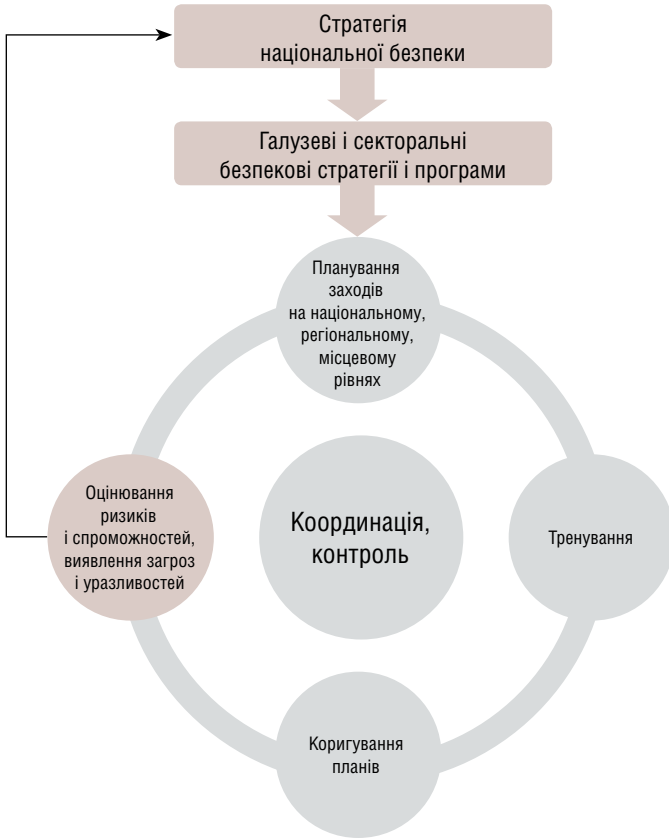 Стратегія
національної безпеки
Галузеві і секторальні
безпекові стратегії і програми
Планування
заходів
на національному,
регіональному,
місцевому
рівнях
Оцінювання
ризиків
і спроможностей,
виявлення загроз
і уразливостей
Координація,
контроль
Тренування
Коригування
планів